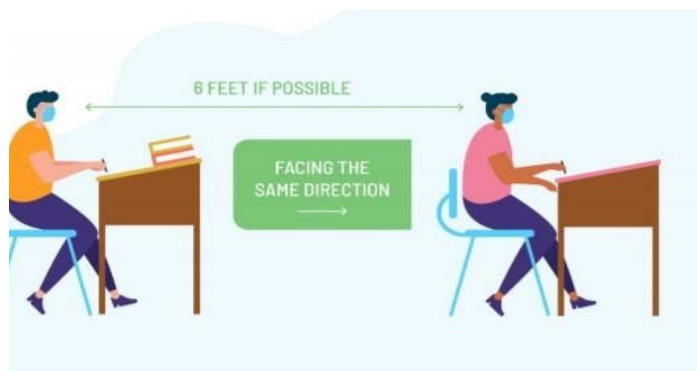 6 FEET IF POSSIBLE
FACING THE
SAME DIRECTION